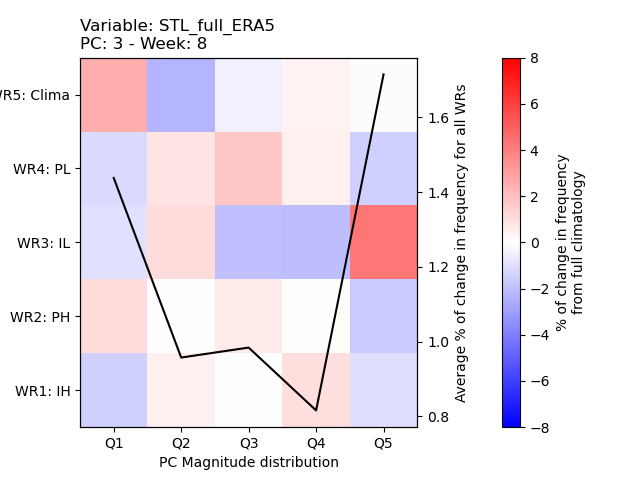 Variable: STL_full_ERA5
PC: 3 - Week: 8
WR5: Clima
WR4: PL
WR3: IL
WR2: PH
WR1: IH
Q1 Q2 Q3 Q4 Q5
PC Magnitude distribution
1.6
1.4
1.2
1.0
0.8
Average % of change in frequency for all WRs
8
6
4
2
0
−2
−4
−6
−8
% of change in frequency
from full climatology